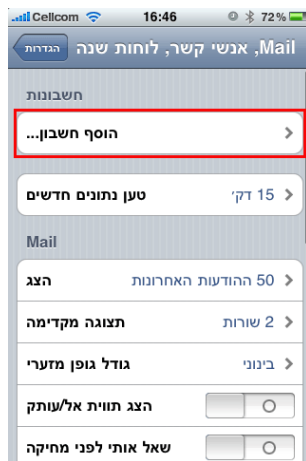 Cellcom 16:46 72%
Mail, אנשי קשר, לוחות שנה הגדרות
חשבונות
הוסף חשבון...
טען נתונים חדשים 15 דק׳
Mail
הצג 50 ההודעות האחרונות
תצוגה מקדימה 2 שורות
גודל גופן מזערי בינוני
הצג תווית אל/עותק
שאל אותי לפני מחיקה